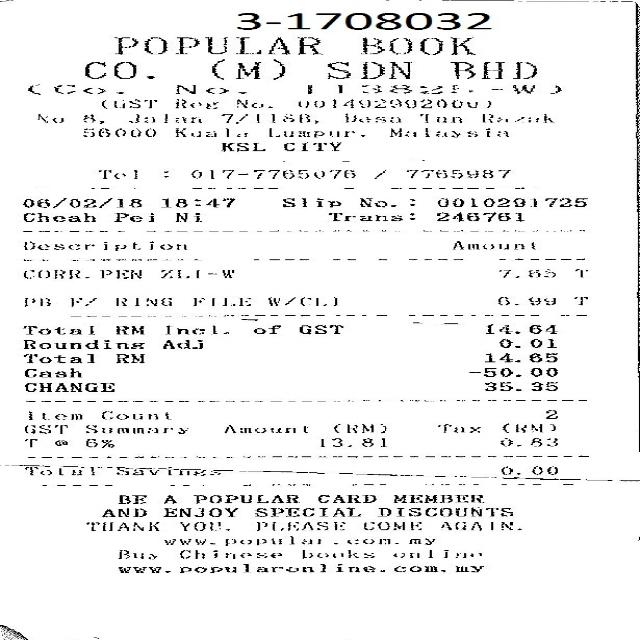 3-1708032
POPULAR BOOK
CO. (M) SDN BHD
(Co. No. 113825-W)
(GST Reg No. 001492992000)
No 8, Jalan 7/118B, Desa Tun Razak
56000 Kuala Lumpur, Malaysia
KSL CITY
Tel : 017-7765076 / 7765987
06/02/18 18:47 Slip No.: 0010291725
Cheah Pei Ni Trans: 246761
Description Amount
CORR.PEN ZL1-W 7.65 T
PB F/ RING FILE W/CL] 6.99 T
Total RM Incl. of GST 14.64
Rounding Adj 0.01
Total RM 14.65
Cash -50.00
CHANGE 35.35
Item Count 2
GST Summary Amount (RM) Tax (RM)
T @ 6% 13.81 0.83
Total Savings 0.00
BE A POPULAR CARD MEMBER
AND ENJOY SPECIAL DISCOUNTS
THANK YOU. PLEASE COME AGAIN.
www.popular.com.my
Buy Chinese books online
www.popularonline.com.my